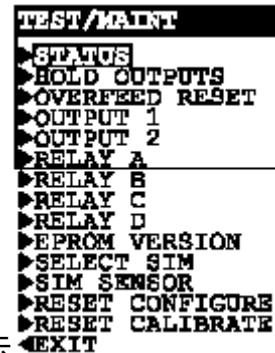 TEST/MAINT
▶STATUS
▶HOLD OUTPUTS
▶OVERFEED RESET
▶OUTPUT 1
▶OUTPUT 2
▶RELAY A
▶RELAY B
▶RELAY C
▶RELAY D
▶EPROM VERSION
▶SELECT SIM
▶SIM SENSOR
▶RESET CONFIGURE
▶RESET CALIBRATE
◀EXIT